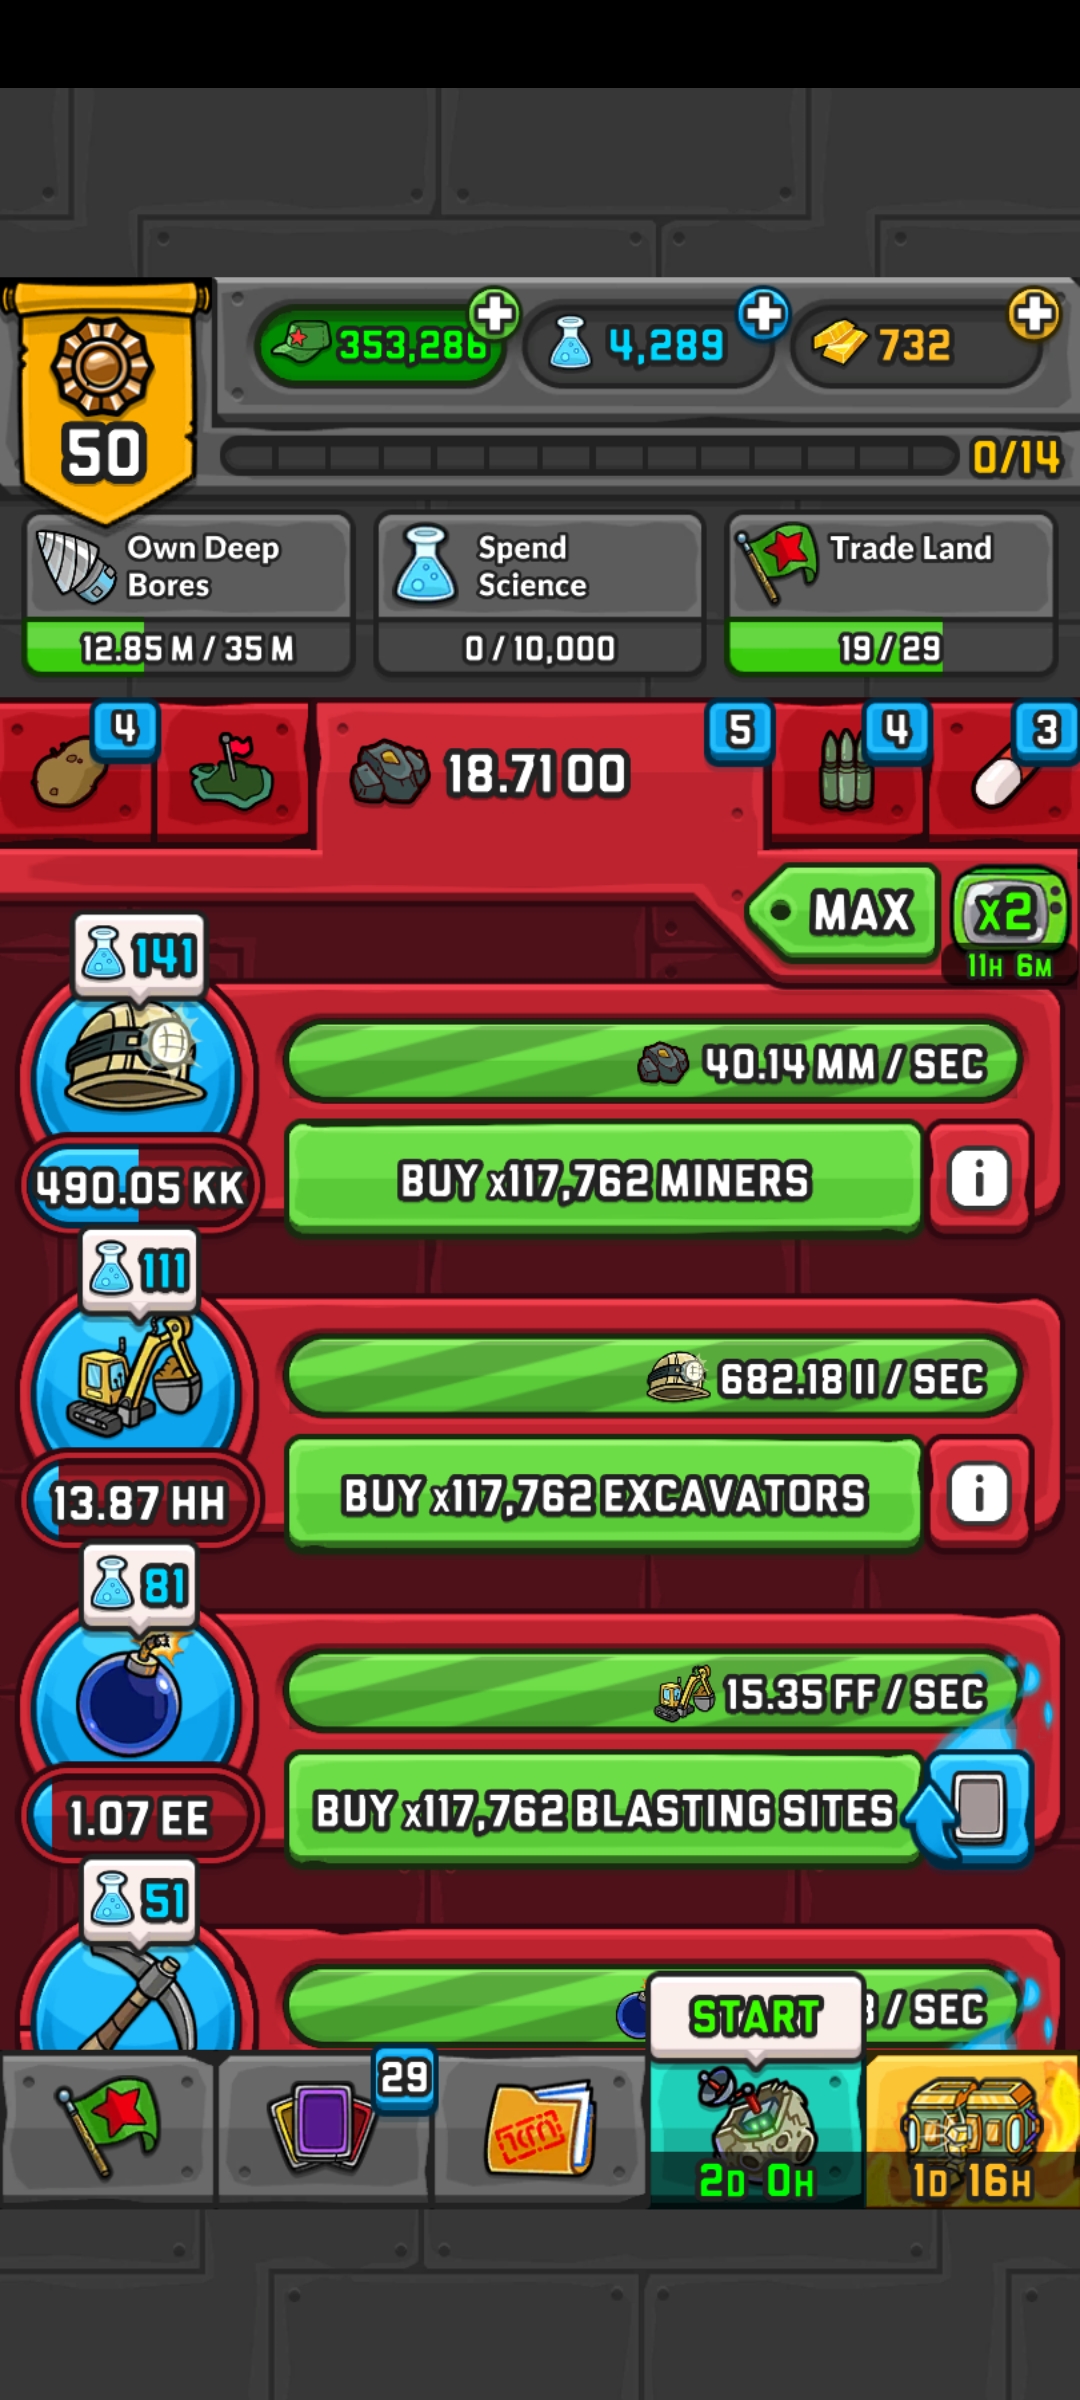 353,286
4,289
732
50
0/14
Own Deep
Bores
12.85 M / 35 M
Spend
Science
0 / 10,000
Trade Land
19 / 29
4
18.71 OO
5
4
3
MAX
x2
11H 6M
141
40.14 MM / SEC
490.05 KK
BUY x117,762 MINERS
i
111
682.18 II / SEC
13.87 HH
BUY x117,762 EXCAVATORS
i
81
15.35 FF / SEC
1.07 EE
BUY x117,762 BLASTING SITES
51
/ SEC
START
29
2D 0H
1D 16H